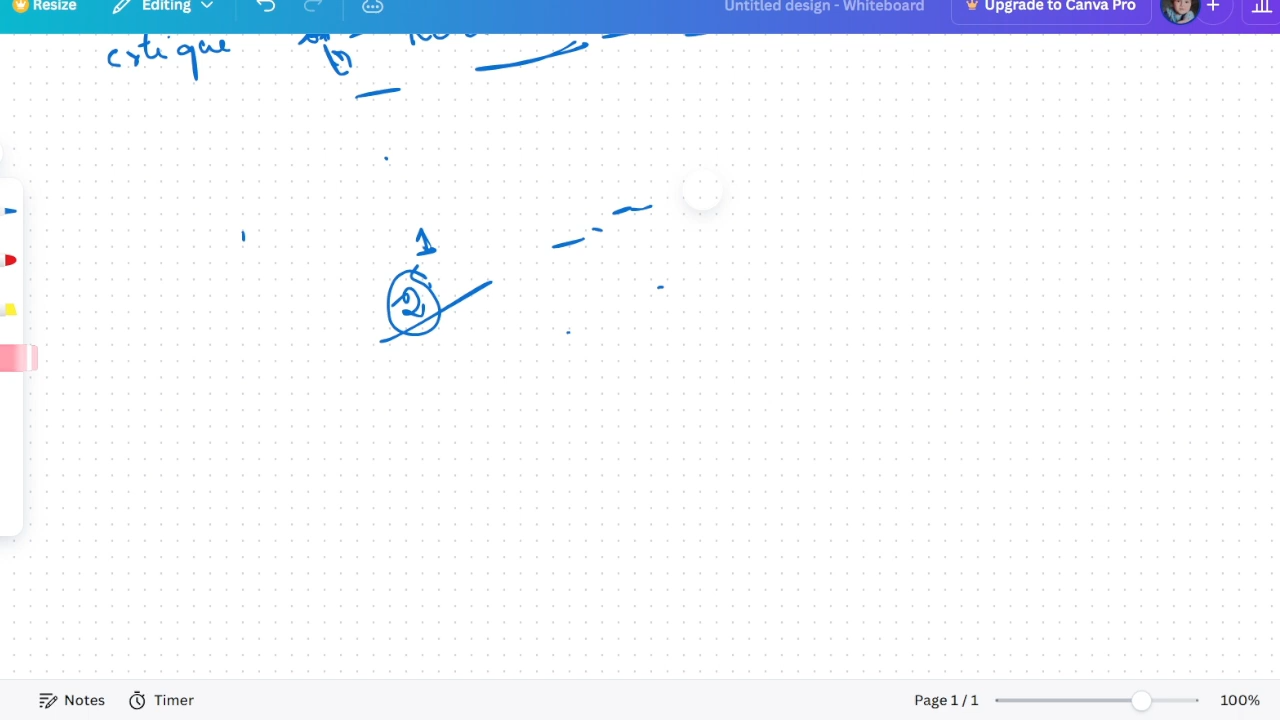 Resize Editing Untitled design - Whiteboard Upgrade to Canva Pro
critique
1
2
Notes Timer Page 1 / 1 100%